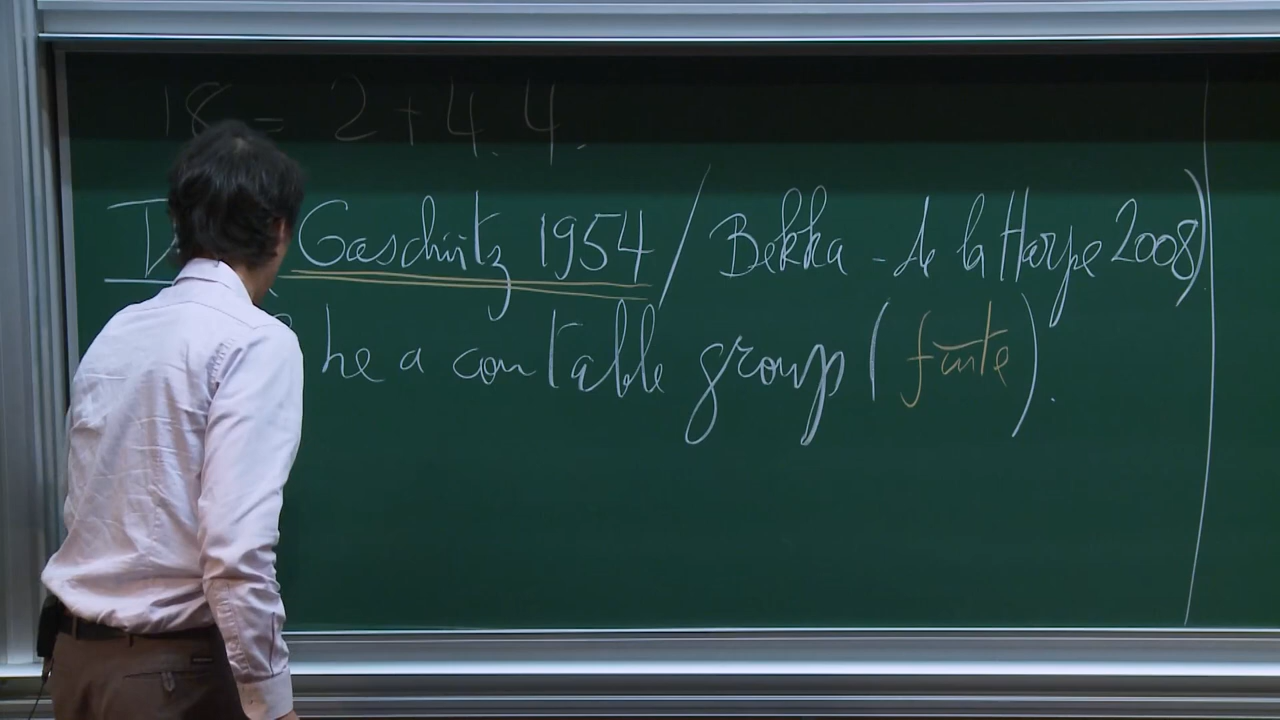 18 = 2 + 4. 4.
Gaschütz 1954 / Bekka - de la Harpe 2008)
be a countable group (finite).